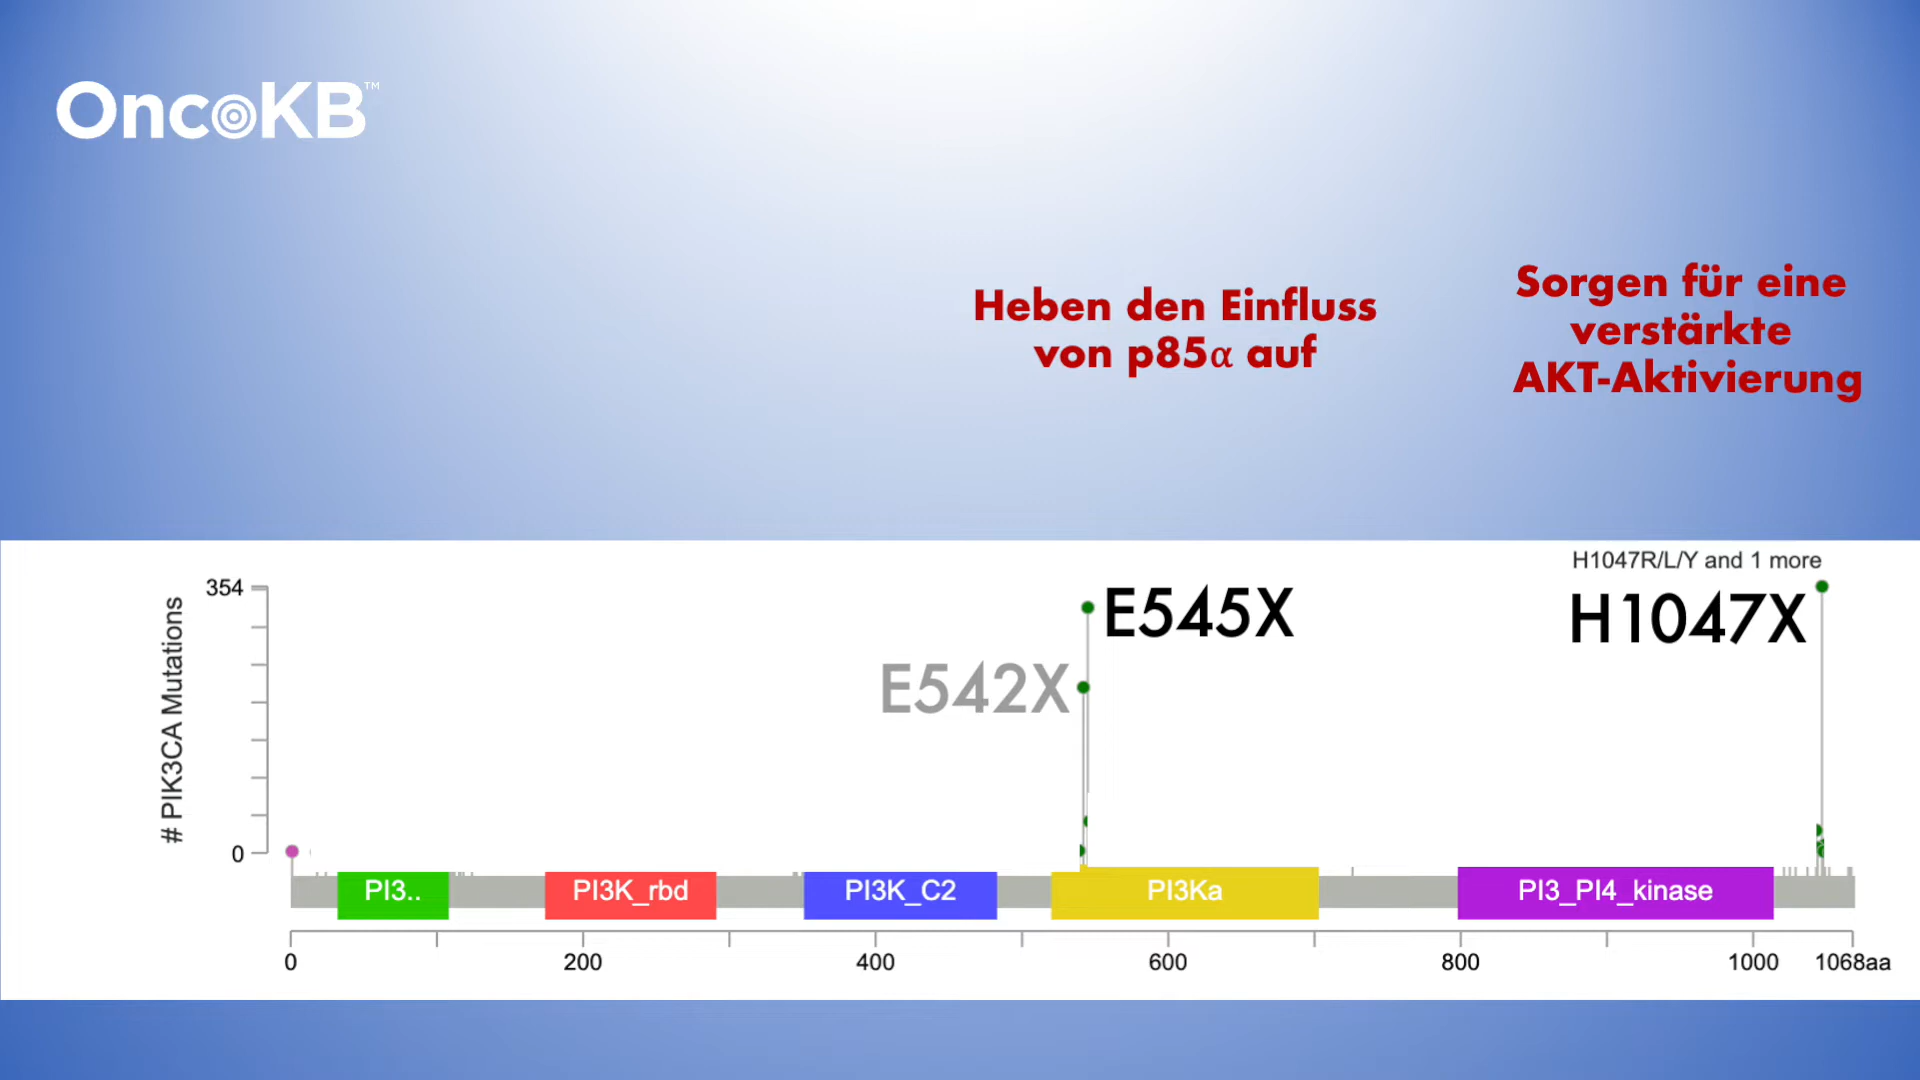 OncoKB™
Heben den Einfluss
von p85α auf
Sorgen für eine
verstärkte
AKT-Aktivierung
H1047R/L/Y and 1 more
354
E545X
H1047X
E542X
# PIK3CA Mutations
0
PI3..
PI3K_rbd
PI3K_C2
PI3Ka
PI3_PI4_kinase
0
200
400
600
800
1000
1068aa